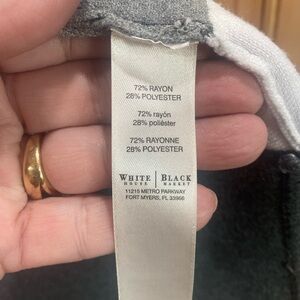 72% RAYON
28% POLYESTER
72% rayón
28% poliéster
72% RAYONNE
28% POLYESTER
WHITE | BLACK
HOUSE | MARKET
11215 METRO PARKWAY
FORT MYERS, FL 33966